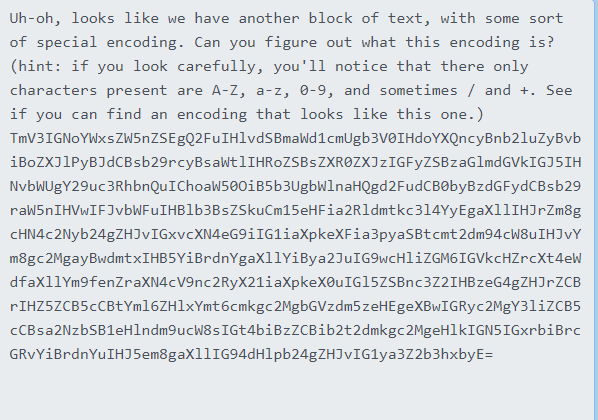 Uh-oh, looks like we have another block of text, with some sort
of special encoding. Can you figure out what this encoding is?
(hint: if you look carefully, you'll notice that there only
characters present are A-Z, a-z, 0-9, and sometimes / and +. See
if you can find an encoding that looks like this one.)
TmV3IGNoYWxsZW5nZSEgQ2FuIHlvdSBmaWd1cmUgb3V0IHdoYXQncyBnb2luZyBvb
iBoZXJlPyBJdCBsb29rcyBsaWtlIHRoZSBsZXR0ZXJzIGFyZSBzaGlmdGVkIGJ5IH
NvbWUgY29uc3RhbnQuIChoaW50OiB5b3UgbWlnaHQgd2FudCB0byBzdGFydCBsb29
raW5nIHVwIFJvbWFuIHBlb3BsZSkuCm15eHFia2Rldmtkc3l4YyEgaXllIHJrZm8g
cHN4c2Nyb24gZHJvIGxvcXN4eG9iIG1iaXpkeXFia3pyaSBtcmt2dm94cW8uIHJvY
m8gc2MgayBwdmtxIHB5YiBrdnYgaXllYiBya2JuIG9wcHliZGM6IGVkcHZrcXt4eW
dfaXllYm9fenZraXN4cV9nc2RyX21iaXpkeX0uIGl5ZSBnc3Z2IHBzeG4gZHJrZCB
rIHZ5ZCB5cCBtYml6ZHlxYmt6cmkgc2MgbGVzdm5zeHEgeXBwIGRyc2MgY3liZCB5
cCBsa2NzbSB1eHlndm9ucW8sIGt4biBzZCBib2t2dmkgc2MgeHlkIGN5IGxrbiBrc
GRvYiBrdnYuIHJ5em8gaXllIG94dHlpb24gZHJvIG1ya3Z2b3hxbyE=